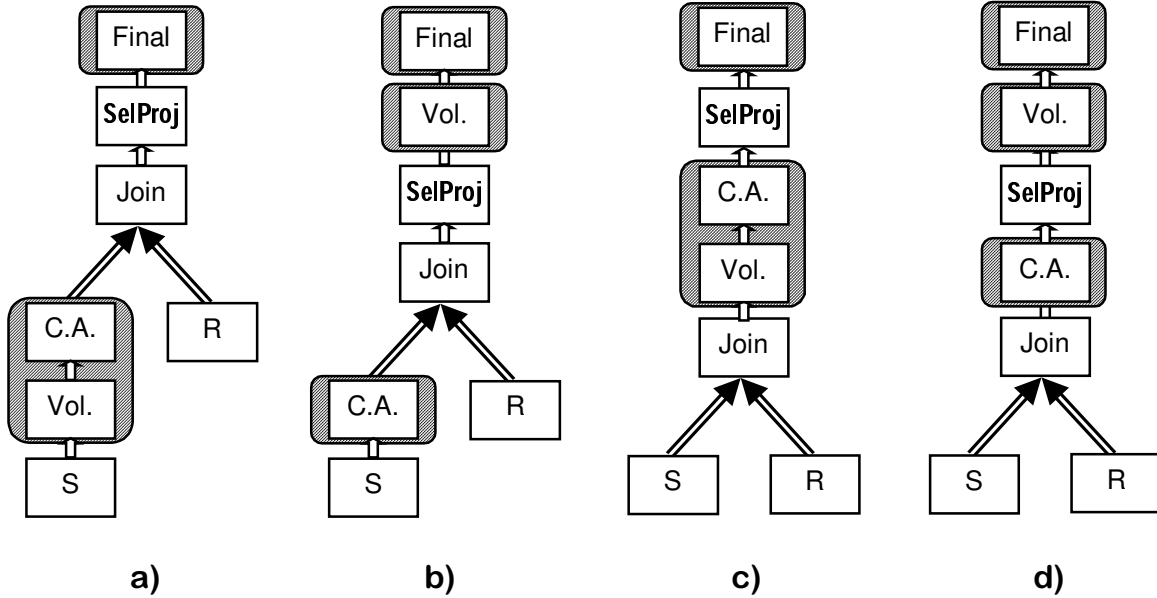 Final
SelProj
Join
C.A.
R
Vol.
S
a)
Final
Vol.
SelProj
Join
C.A.
R
S
b)
Final
SelProj
C.A.
Vol.
Join
S
R
c)
Final
Vol.
SelProj
C.A.
Join
S
R
d)